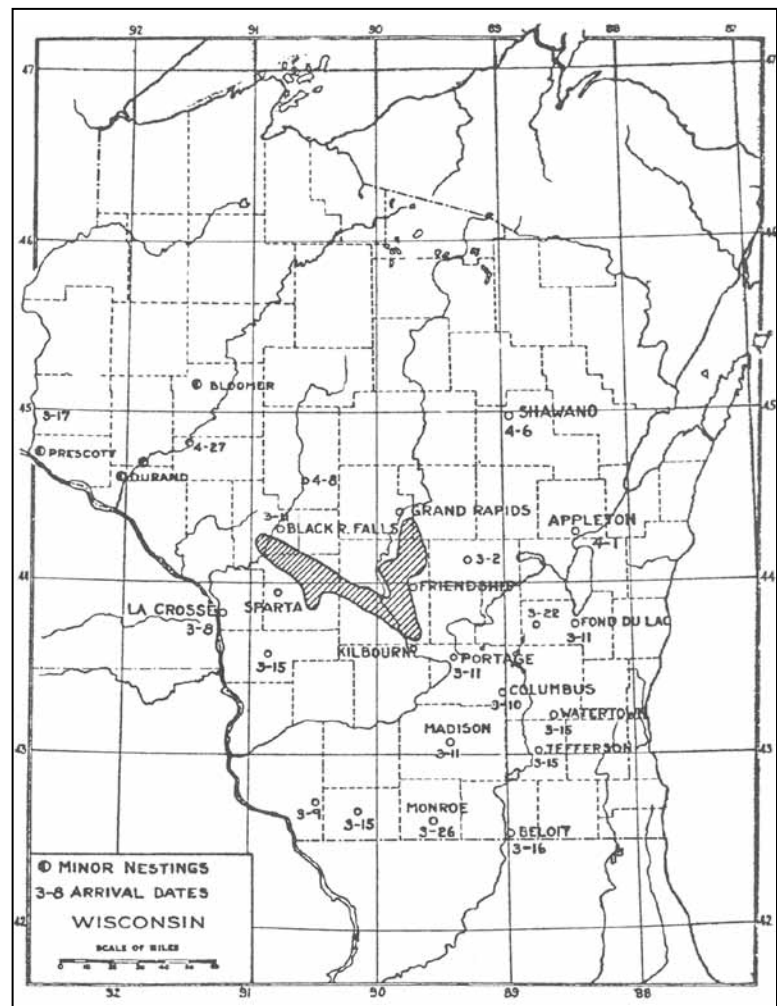 92 91 90 89 88 87
47 47
46 46
BLOOMER
45
3-17
SHAWANO
4-6
PRESCOTT
4-27
DURAND
4-8
GRAND RAPIDS
BLACK R. FALLS
APPLETON
4-1
3-2
44 44
FRIENDSHIP
SPARTA
LA CROSSE
3-8
3-22
FOND DU LAC
3-11
KILBOURN
3-15
PORTAGE
3-11
COLUMBUS
3-10
WATERTOWN
3-15
MADISON
3-11
JEFFERSON
3-15
43 43
3-9
3-15
MONROE
3-26
BELOIT
3-16
MINOR NESTINGS
3-8 ARRIVAL DATES
WISCONSIN
SCALE OF MILES
42
92 91 90 89 88